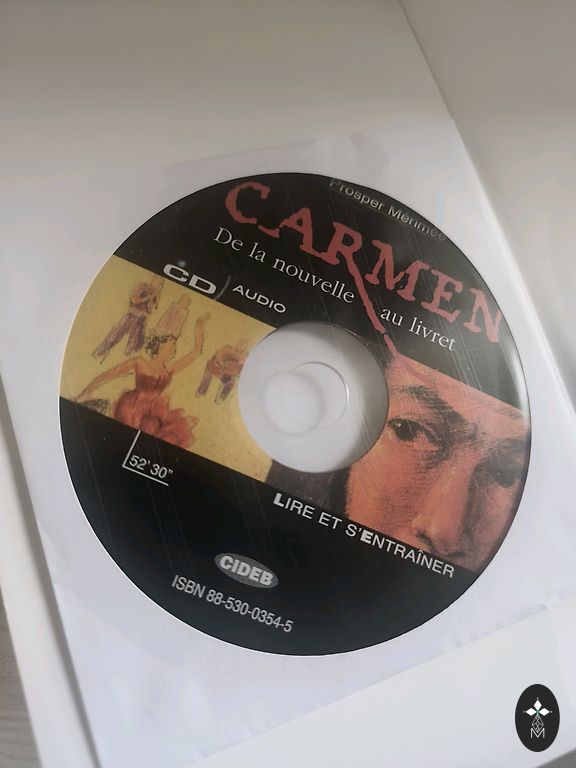 Prosper Mérimée
CARMEN
De la nouvelle
au livret
CD AUDIO
52'30"
LIRE ET S'ENTRAÎNER
CIDEB
ISBN 88-530-0354-5
M